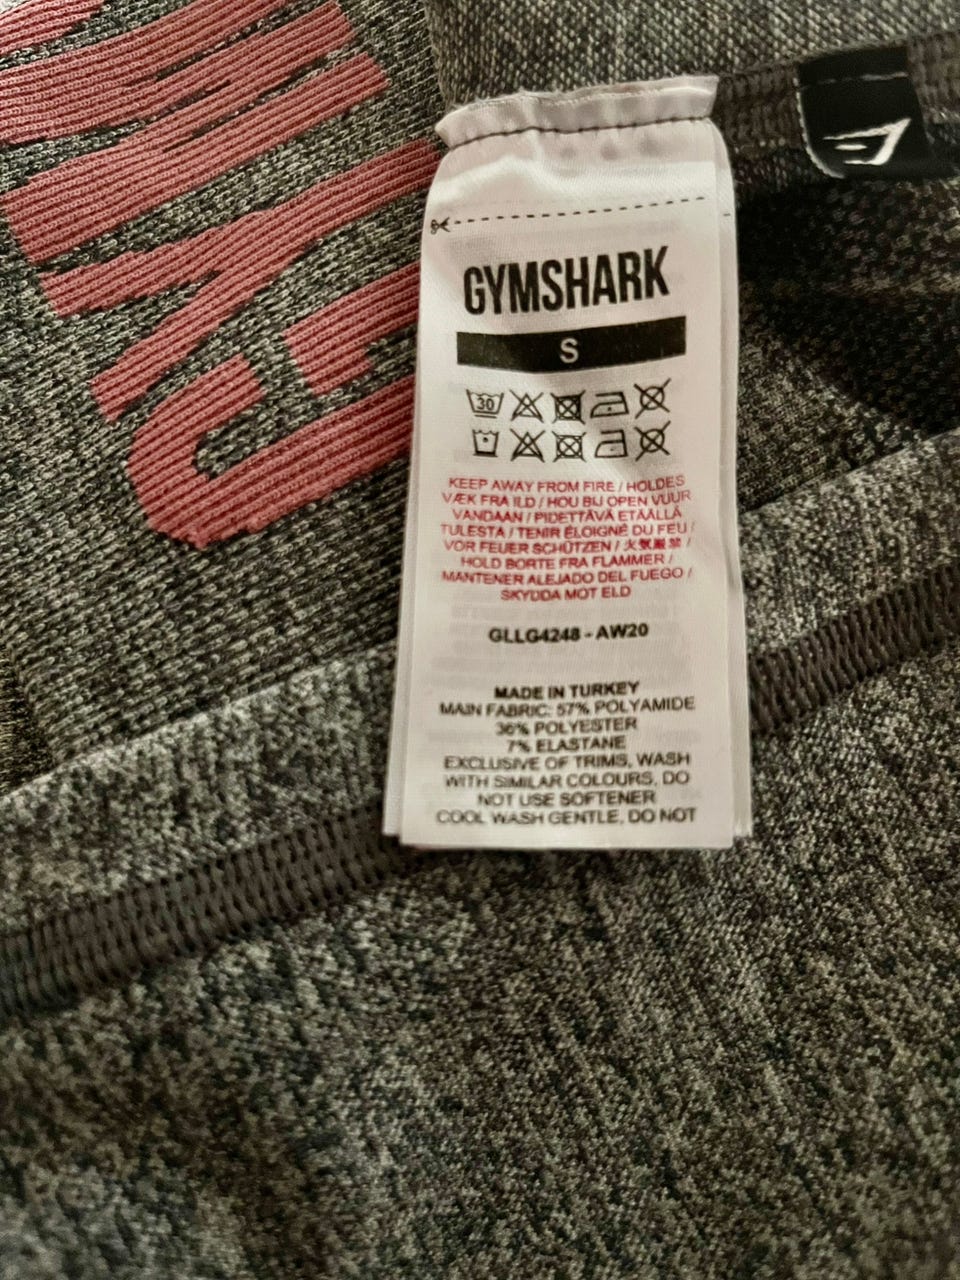 GYMSHARK
S
30
KEEP AWAY FROM FIRE / HOLDES
VÆK FRA ILD / HOU BIJ OPEN VUUR
VANDAAN / PIDETTÄVÄ ETÄÄLLÄ
TULESTA / TENIR ÉLOIGNÉ DU FEU /
VOR FEUER SCHÜTZEN / 火気厳禁 /
HOLD BORTE FRA FLAMMER /
MANTENER ALEJADO DEL FUEGO /
SKYDDA MOT ELD
GLLG4248 - AW20
MADE IN TURKEY
MAIN FABRIC: 57% POLYAMIDE
36% POLYESTER
7% ELASTANE
EXCLUSIVE OF TRIMS, WASH
WITH SIMILAR COLOURS, DO
NOT USE SOFTENER
COOL WASH GENTLE, DO NOT
GYM